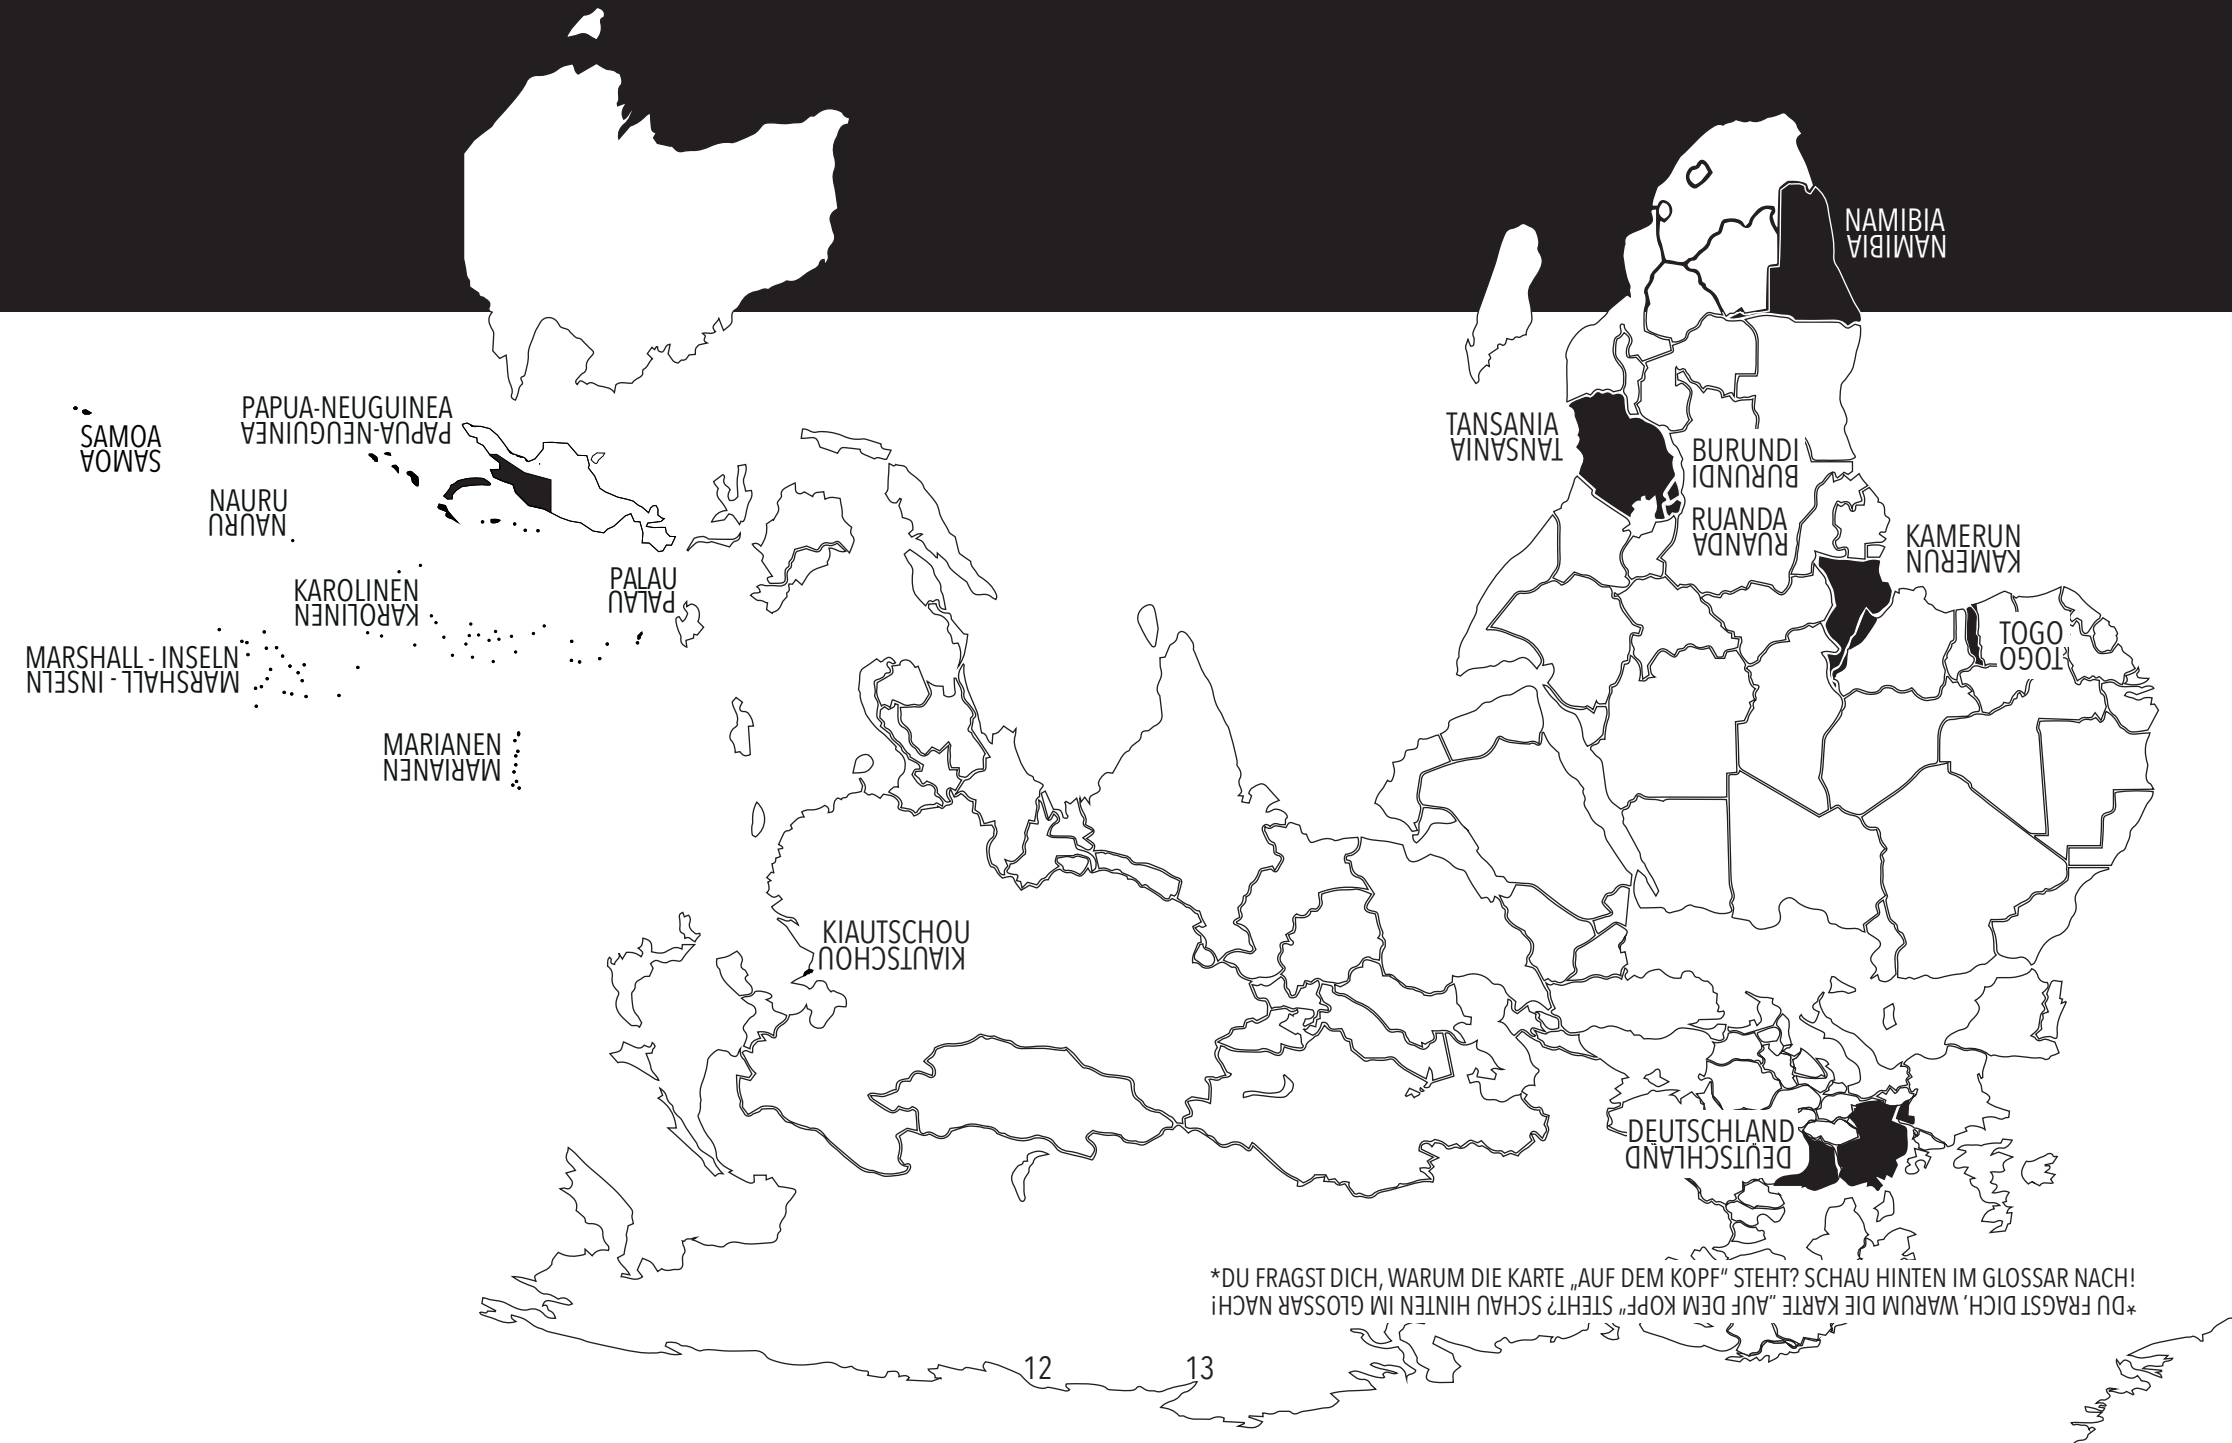 NAMIBIA
NAMIBIA
PAPUA-NEUGUINEA
PAPUA-NEUGUINEA
SAMOA
SAMOA
TANSANIA
TANSANIA
BURUNDI
BURUNDI
NAURU
NAURU
RUANDA
RUANDA
KAMERUN
KAMERUN
KAROLINEN
KAROLINEN
PALAU
PALAU
TOGO
TOGO
MARSHALL - INSELN
MARSHALL - INSELN
MARIANEN
MARIANEN
KIAUTSCHOU
KIAUTSCHOU
DEUTSCHLAND
DEUTSCHLAND
*DU FRAGST DICH, WARUM DIE KARTE „AUF DEM KOPF“ STEHT? SCHAU HINTEN IM GLOSSAR NACH!
*DU FRAGST DICH, WARUM DIE KARTE „AUF DEM KOPF“ STEHT? SCHAU HINTEN IM GLOSSAR NACH!
12
13